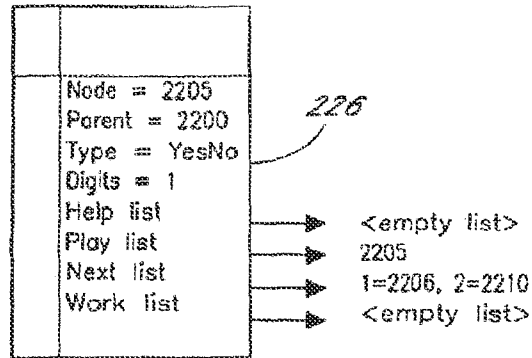 Node = 2205
226
Parent = 2200
Type = YesNo
Digits = 1
Help list
<empty list>
Play list
2205
Next list
1=2206, 2=2210
Work list
<empty list>